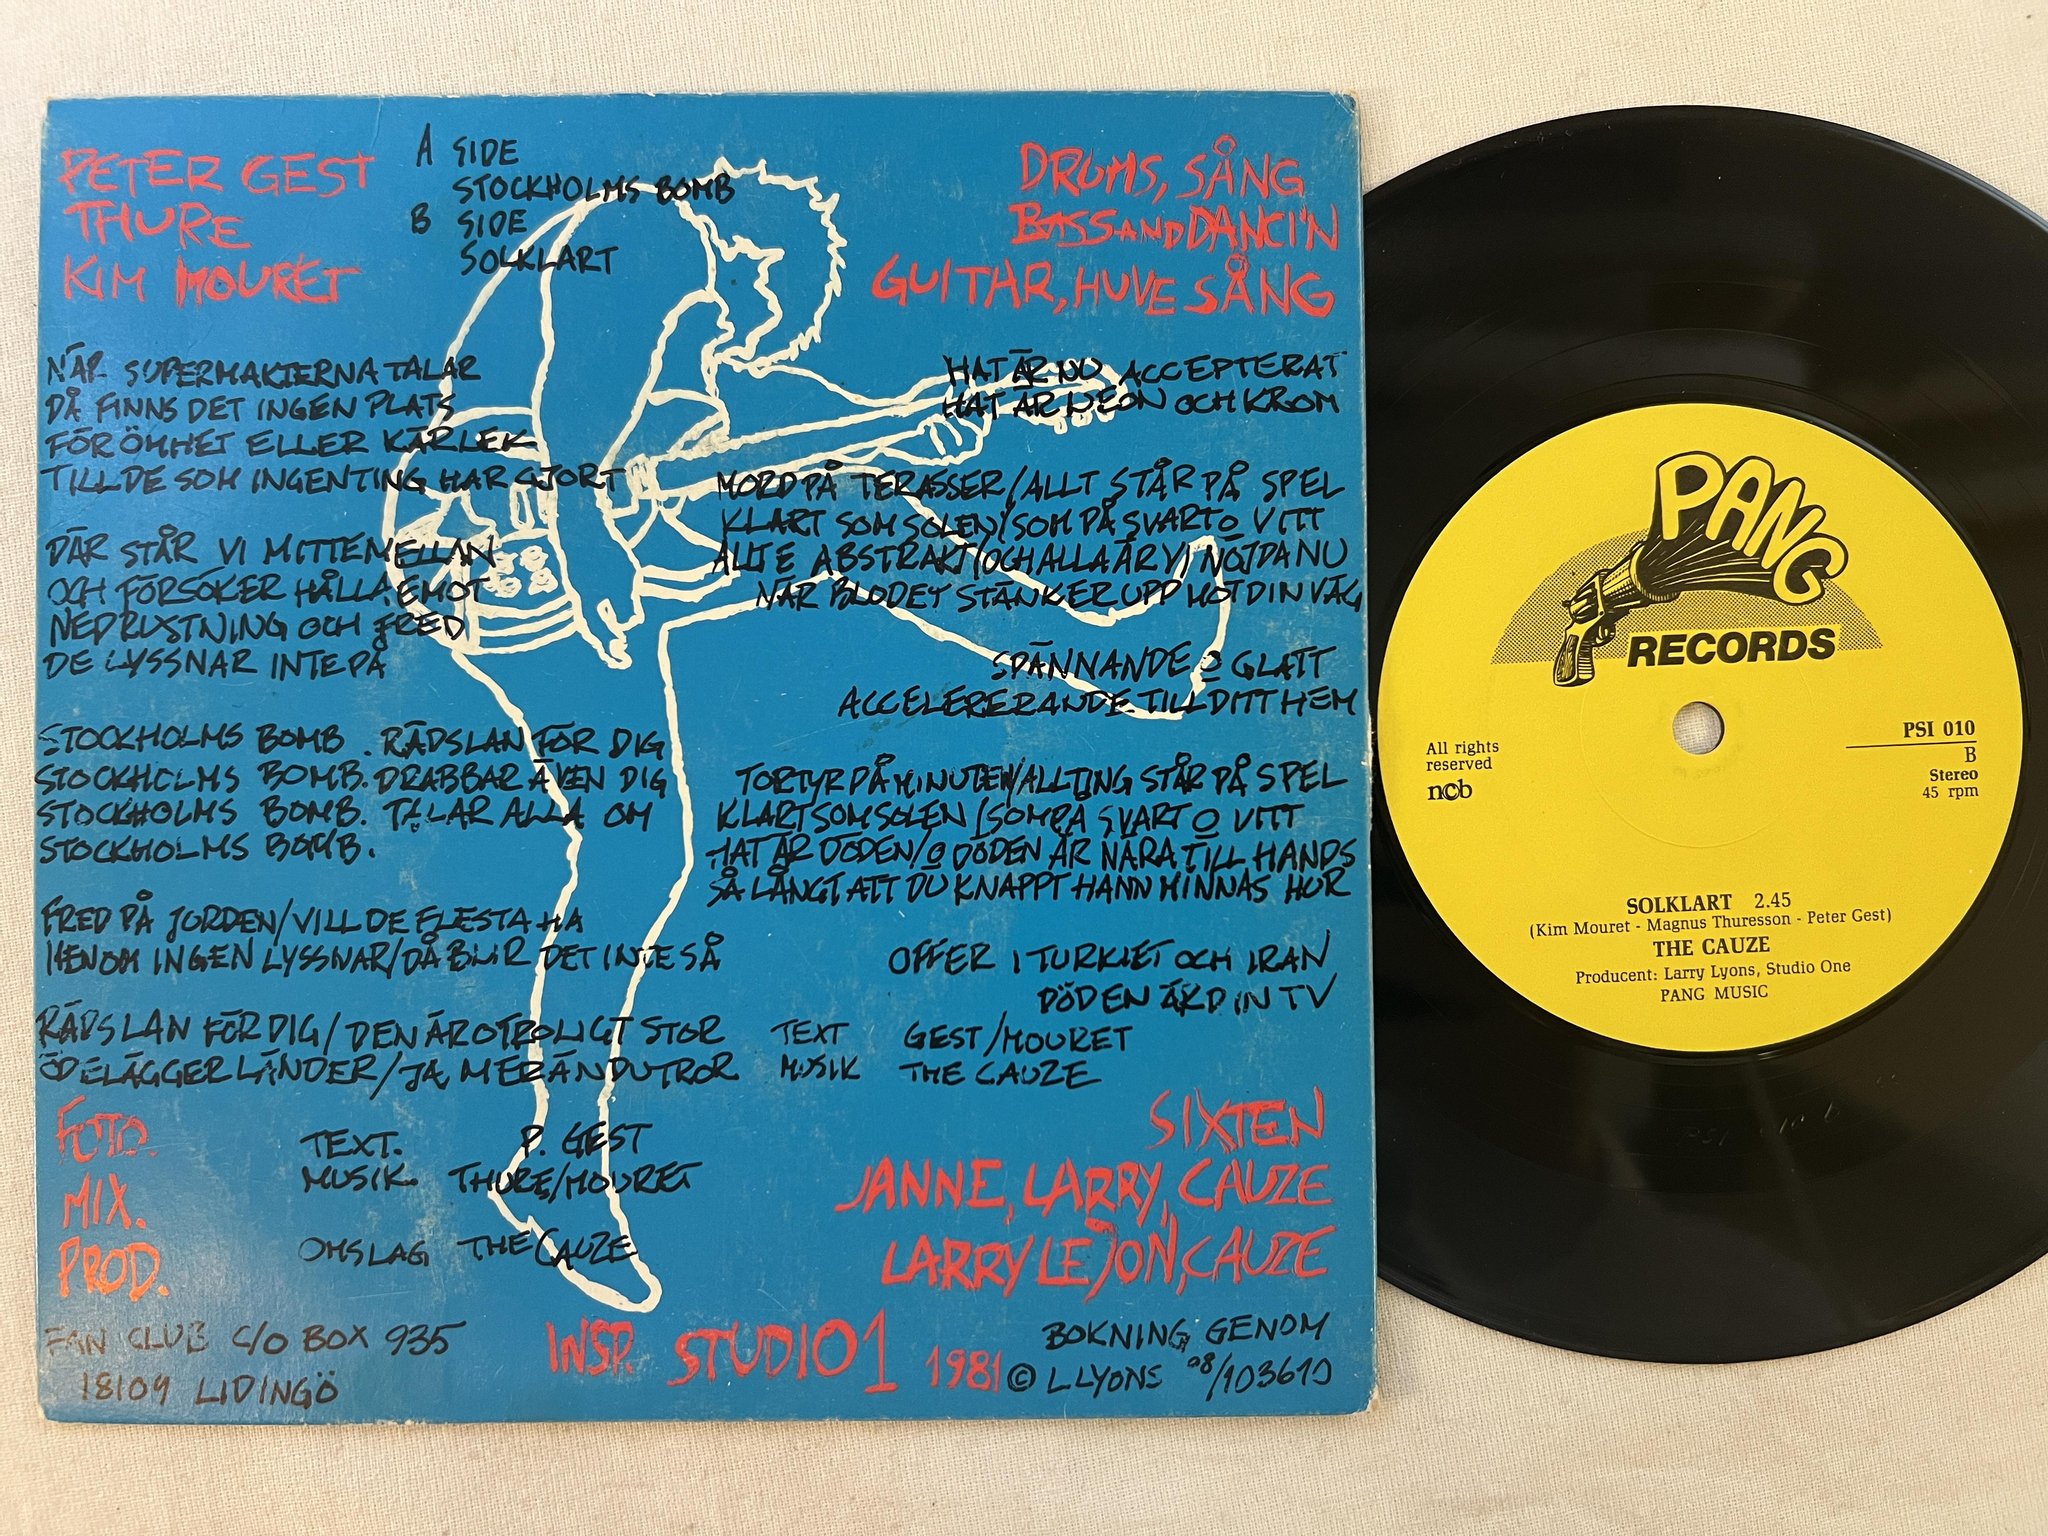 PETER GEST
THURE
KIM MOURET
A SIDE
STOCKHOLMS BOMB
B SIDE
SOLKLART
DRUMS, SÅNG
BASS AND DANCI'N
GUITAR, HUVE SÅNG
NÄR SUPERMAKTERNA TALAR
DÅ FINNS DET INGEN PLATS
FÖR ÖMHET ELLER KÄRLEK
TILL DE SOM INGENTING HAR GJORT
DÄR STÅR VI MITTEMELLAN
OCH FÖRSÖKER HÅLLA EMOT
NEDRUSTNING OCH FRED
DE LYSSNAR INTE PÅ
STOCKHOLMS BOMB. RÄDSLAN FÖR DIG
STOCKHOLMS BOMB. DRABBAR ÄVEN DIG
STOCKHOLMS BOMB. TALAR ALLA OM
STOCKHOLMS BOMB.
FRED PÅ JORDEN/VILL DE FLESTA HA
MEN OM INGEN LYSSNAR/DÅ BLIR DET INTE SÅ
RÄDSLAN FÖR DIG/DEN ÄR OTROLIGT STOR
ÖDELÄGGER LÄNDER/JA, MER ÄN DU TROR
TEXT. P. GEST
MUSIK. THURE/MOURET
OMSLAG THE CAUZE
HAT ÄR NU ACCEPTERAT
HAT ÄR NEON OCH KROM
MORD PÅ TERASSER/ALLT STÅR PÅ SPEL
KLART SOM SOLEN/SOM PÅ SVART O VITT
ALLT E ABSTRAKT/OCH ALLA ÄR VI NÖJDA NU
NÄR BLODET STÄNKER UPP MOT DIN VÄG
SPÄNNANDE O GLATT
ACCELERERANDE TILL DITT HEM
TORTYR PÅ MINUTEN/ALLTING STÅR PÅ SPEL
KLART SOM SOLEN/SOM PÅ SVART O VITT
HAT ÄR DÖDEN/O DÖDEN ÄR NÄRA TILL HANDS
SÅ LÅNGT ATT DU KNAPPT HANN MINNAS HUR
OFFER I TURKIET OCH IRAN
DÖDEN ÄR DIN TV
TEXT GEST/MOURET
MUSIK THE CAUZE
FOTO. SIXTEN
MIX. JANNE, LARRY, CAUZE
PROD. LARRY LEJON, CAUZE
FAN CLUB C/O BOX 935
18109 LIDINGÖ
INSP. STUDIO 1 1981
BOKNING GENOM
© L LYONS 08/103610
PANG
RECORDS
All rights
reserved
ncb
PSI 010
B
Stereo
45 rpm
SOLKLART 2.45
(Kim Mouret - Magnus Thuresson - Peter Gest)
THE CAUZE
Producent: Larry Lyons, Studio One
PANG MUSIC